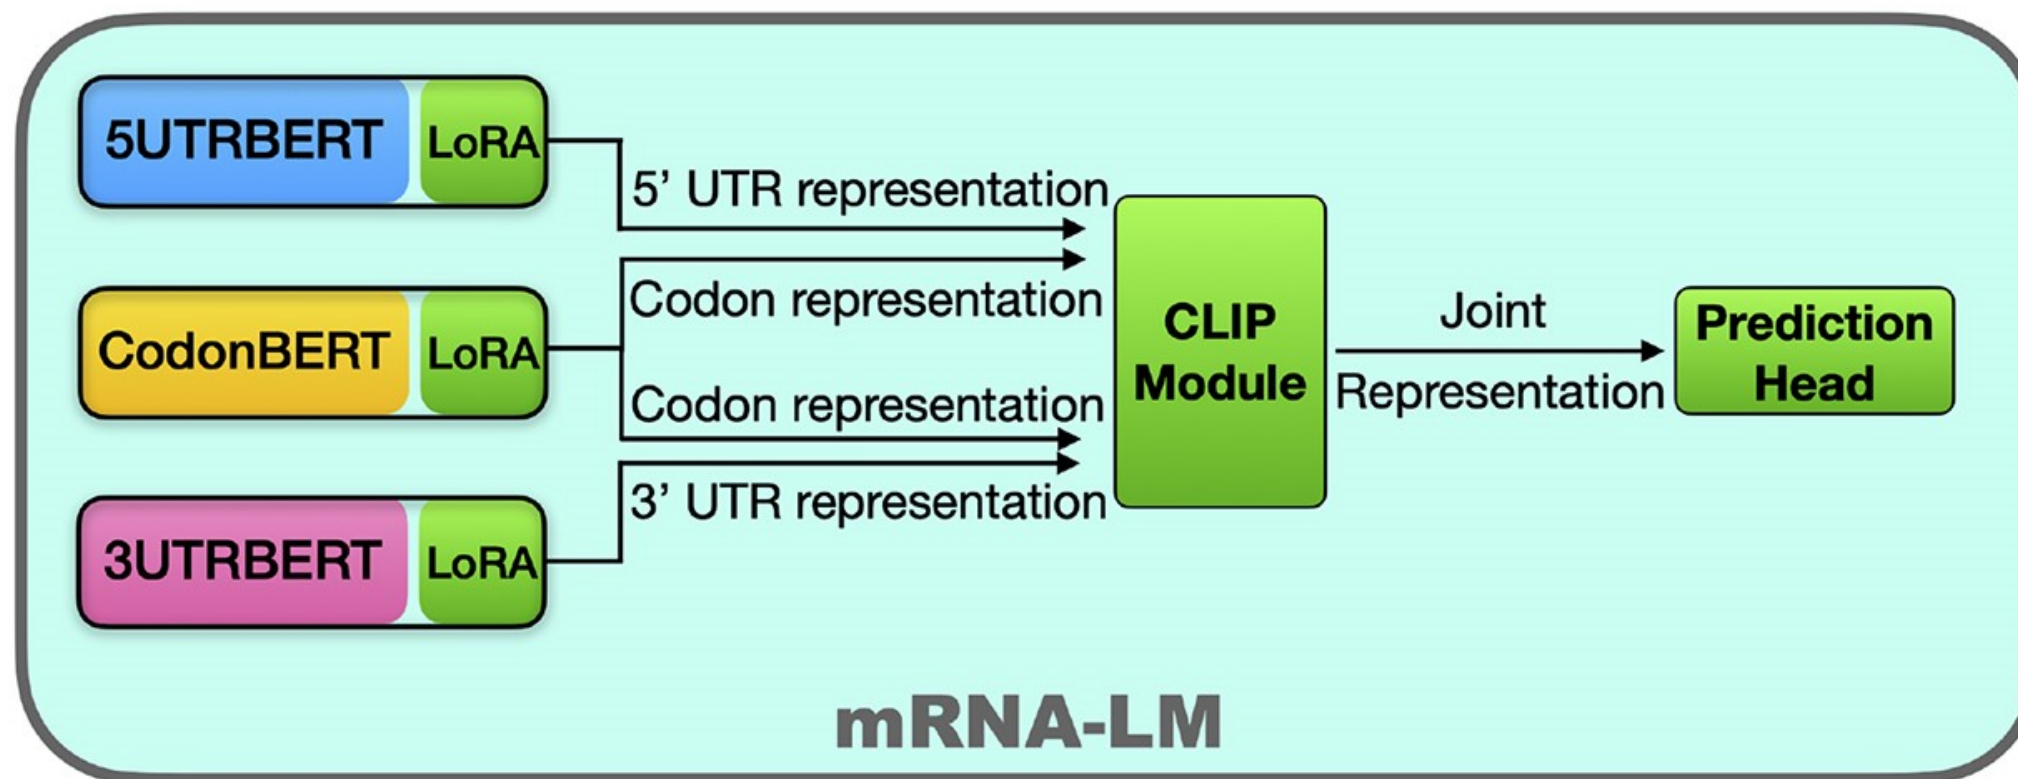 5UTRBERT LoRA
5’ UTR representation
Codon representation
CodonBERT LoRA
Codon representation
3’ UTR representation
3UTRBERT LoRA
CLIP
Module
Joint
Representation
Prediction
Head
mRNA-LM